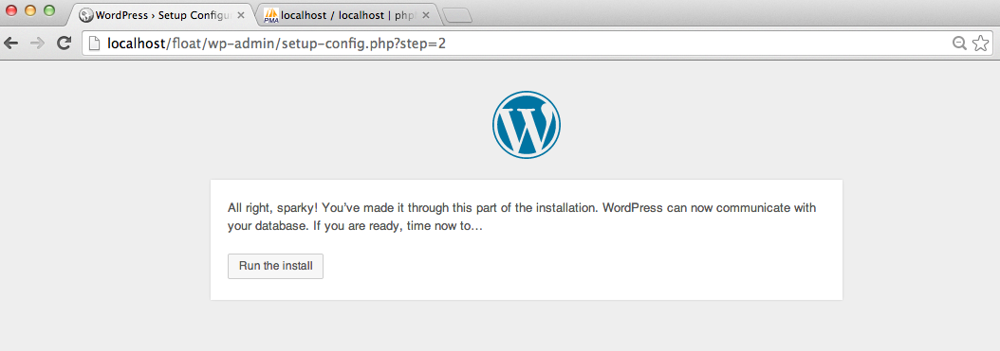 WordPress › Setup Configu
localhost / localhost | php
PMA
localhost/float/wp-admin/setup-config.php?step=2
W
All right, sparky! You’ve made it through this part of the installation. WordPress can now communicate with
your database. If you are ready, time now to…
Run the install